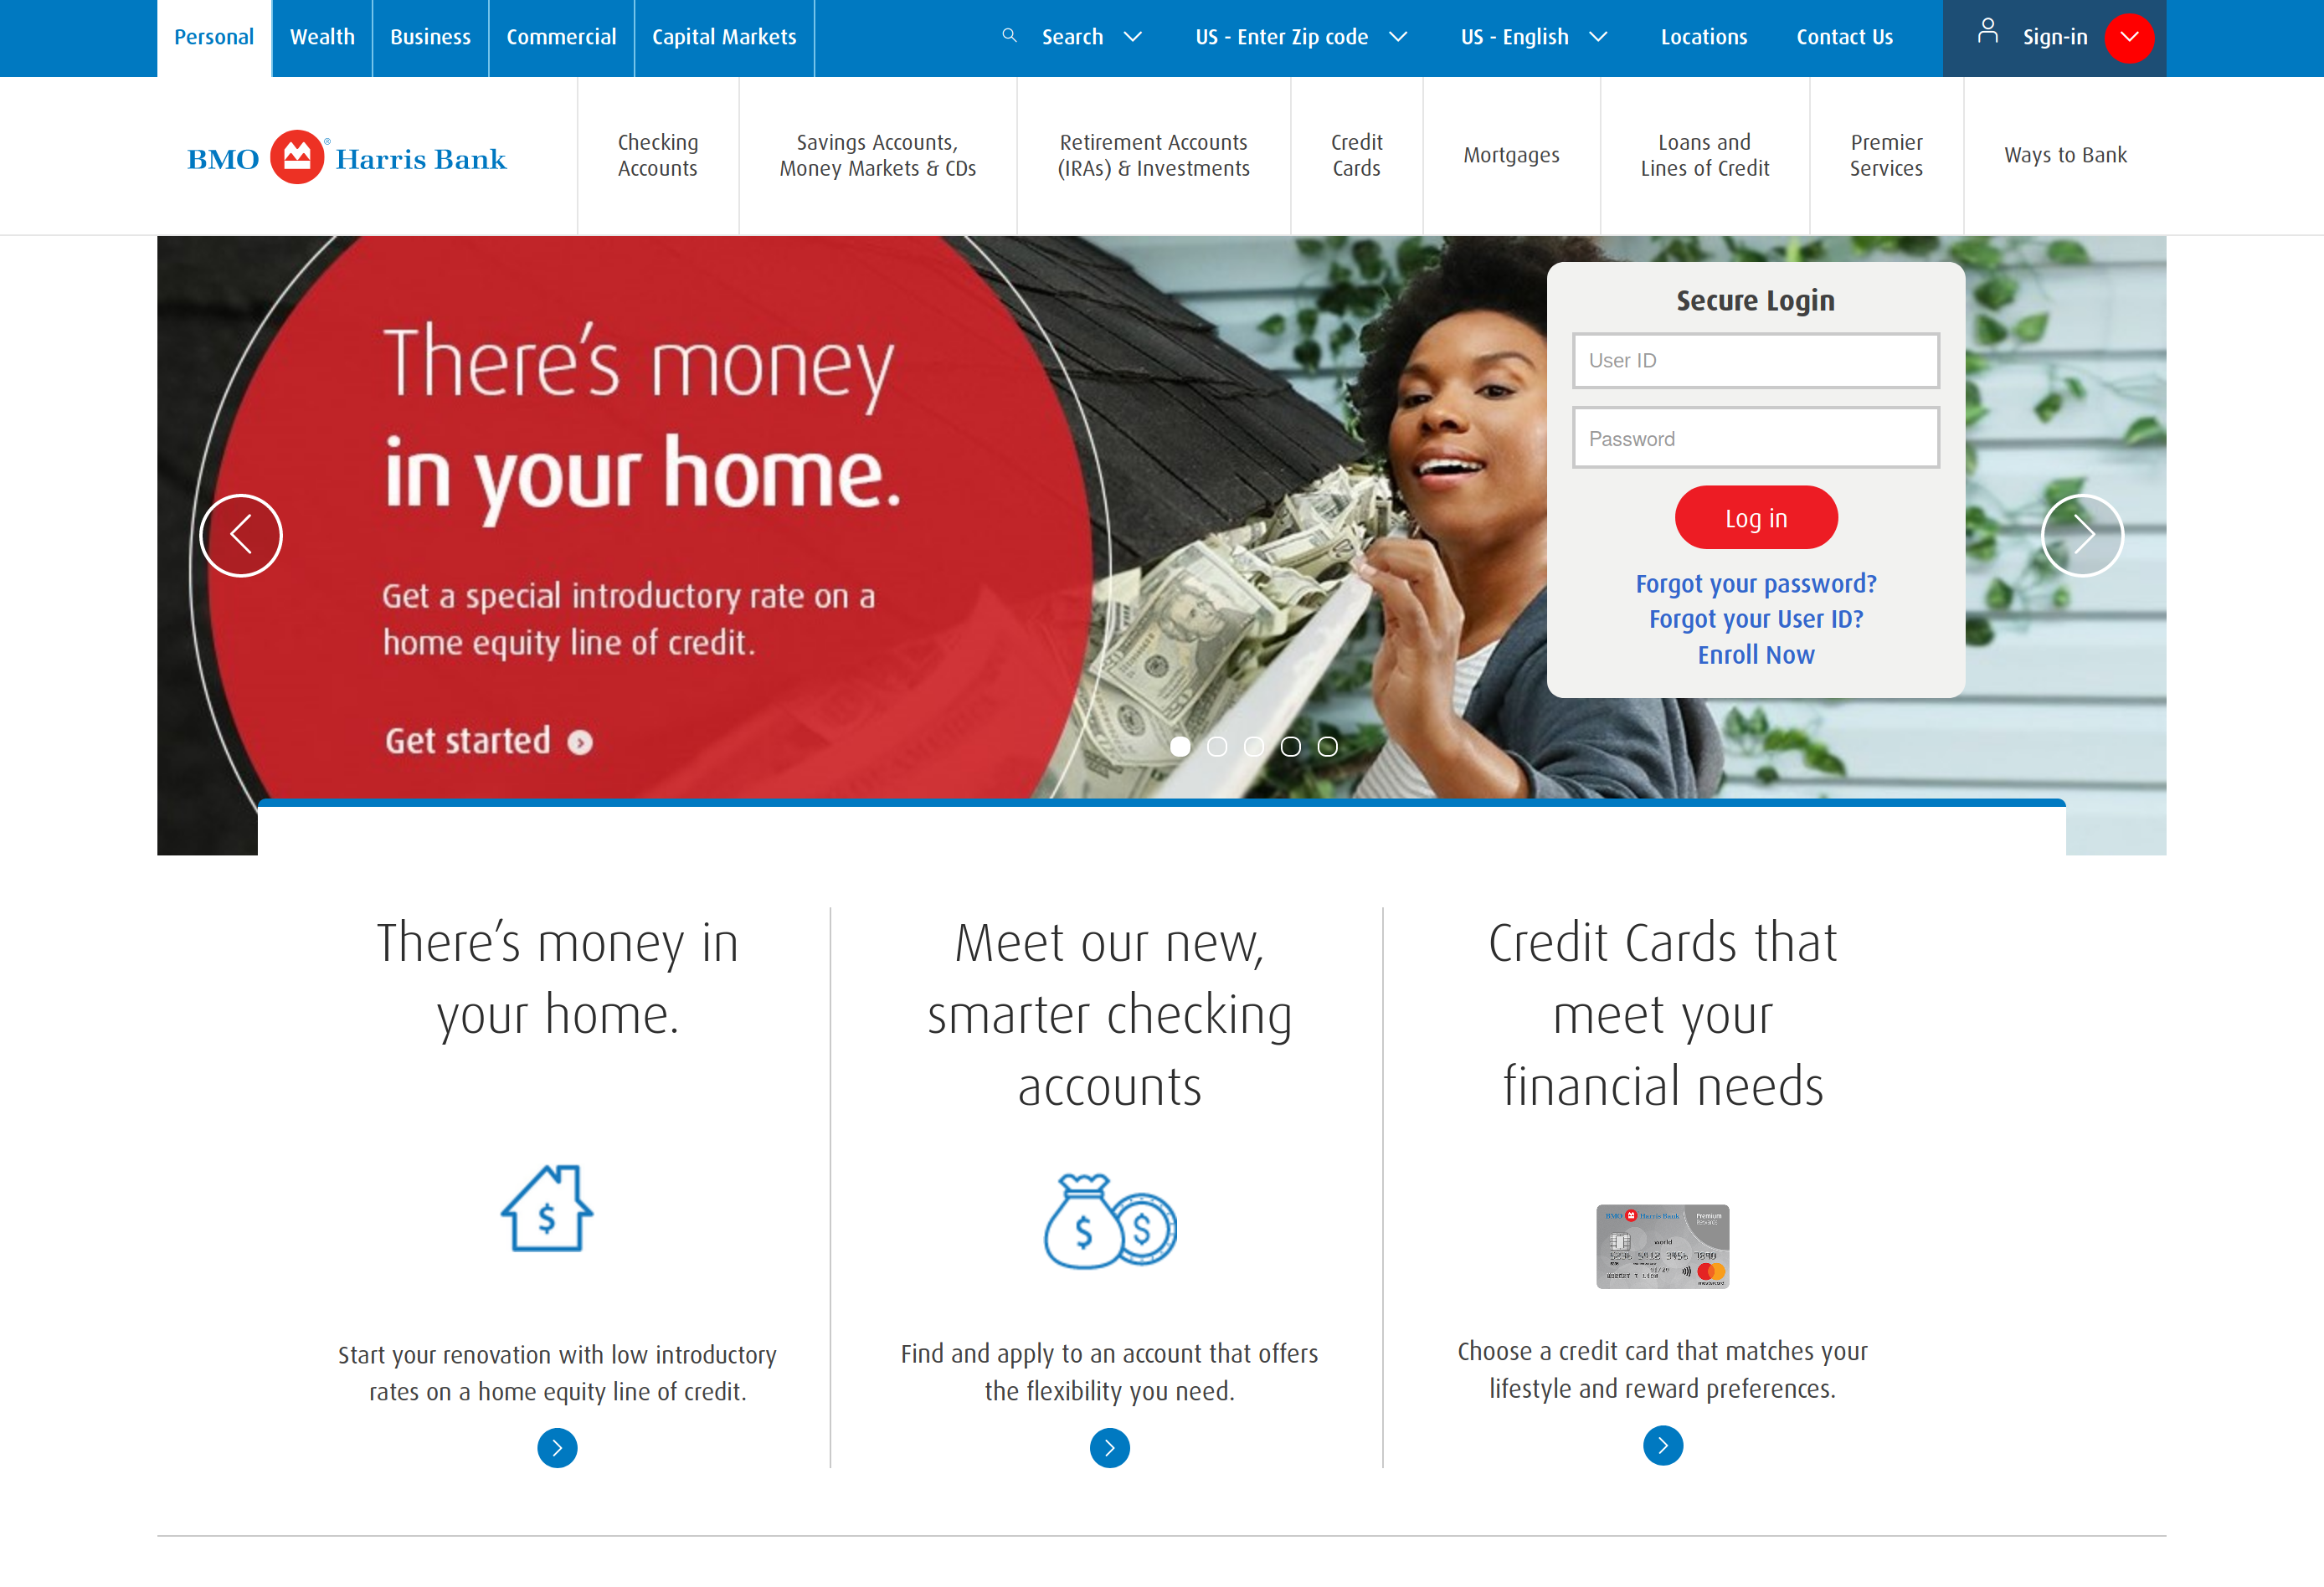 Personal
Wealth
Business
Commercial
Capital Markets
Search
US - Enter Zip code
US - English
Locations
Contact Us
Sign-in
BMO Harris Bank®
Checking
Accounts
Savings Accounts,
Money Markets & CDs
Retirement Accounts
(IRAs) & Investments
Credit
Cards
Mortgages
Loans and
Lines of Credit
Premier
Services
Ways to Bank
There's money
in your home.
Get a special introductory rate on a
home equity line of credit.
Get started
Secure Login
User ID
Password
Log in
Forgot your password?
Forgot your User ID?
Enroll Now
There's money in
your home.
$
Start your renovation with low introductory
rates on a home equity line of credit.
Meet our new,
smarter checking
accounts
$ $
Find and apply to an account that offers
the flexibility you need.
Credit Cards that
meet your
financial needs
BMO Harris Bank
Premium
world
Choose a credit card that matches your
lifestyle and reward preferences.